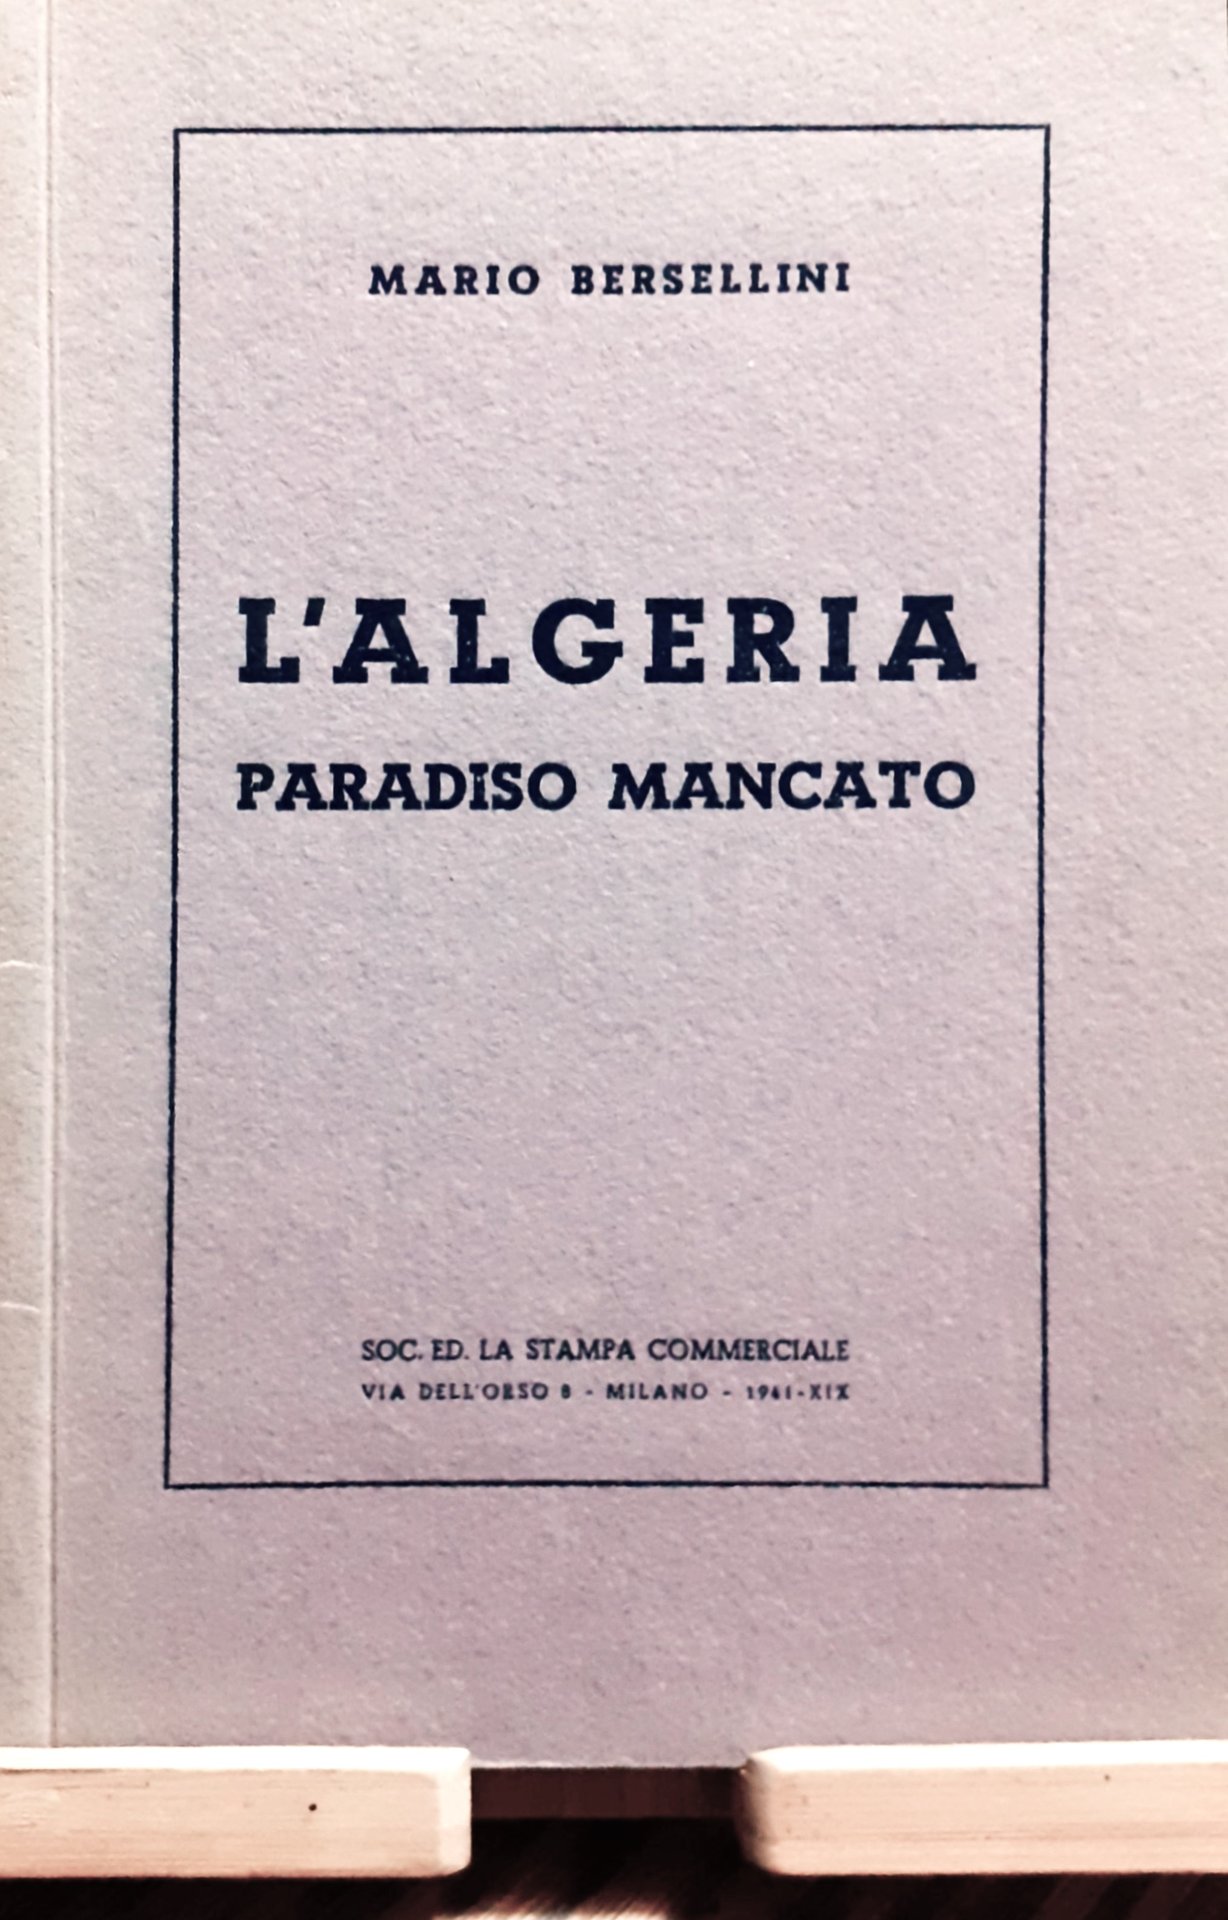 MARIO BERSELLINI
L'ALGERIA
PARADISO MANCATO
SOC. ED. LA STAMPA COMMERCIALE
VIA DELL'ORSO 8 - MILANO - 1941-XIX